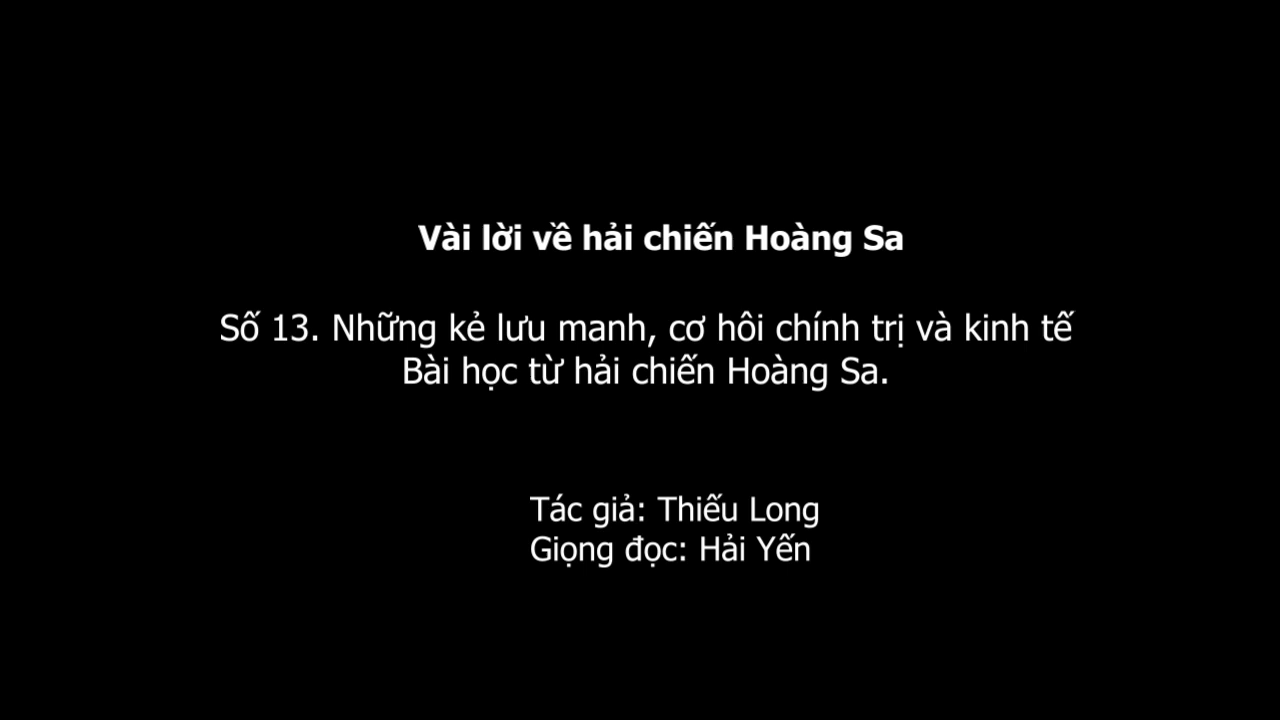 Vài lời về hải chiến Hoàng Sa
Số 13. Những kẻ lưu manh, cơ hôi chính trị và kinh tế
Bài học từ hải chiến Hoàng Sa.
Tác giả: Thiếu Long
Giọng đọc: Hải Yến